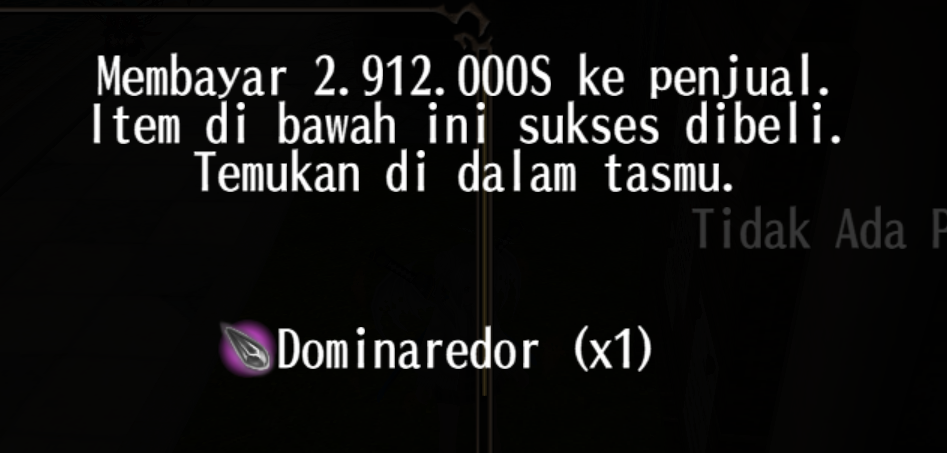 Membayar 2.912.000S ke penjual.
Item di bawah ini sukses dibeli.
Temukan di dalam tasmu.
Tidak Ada
Dominaredor (x1)